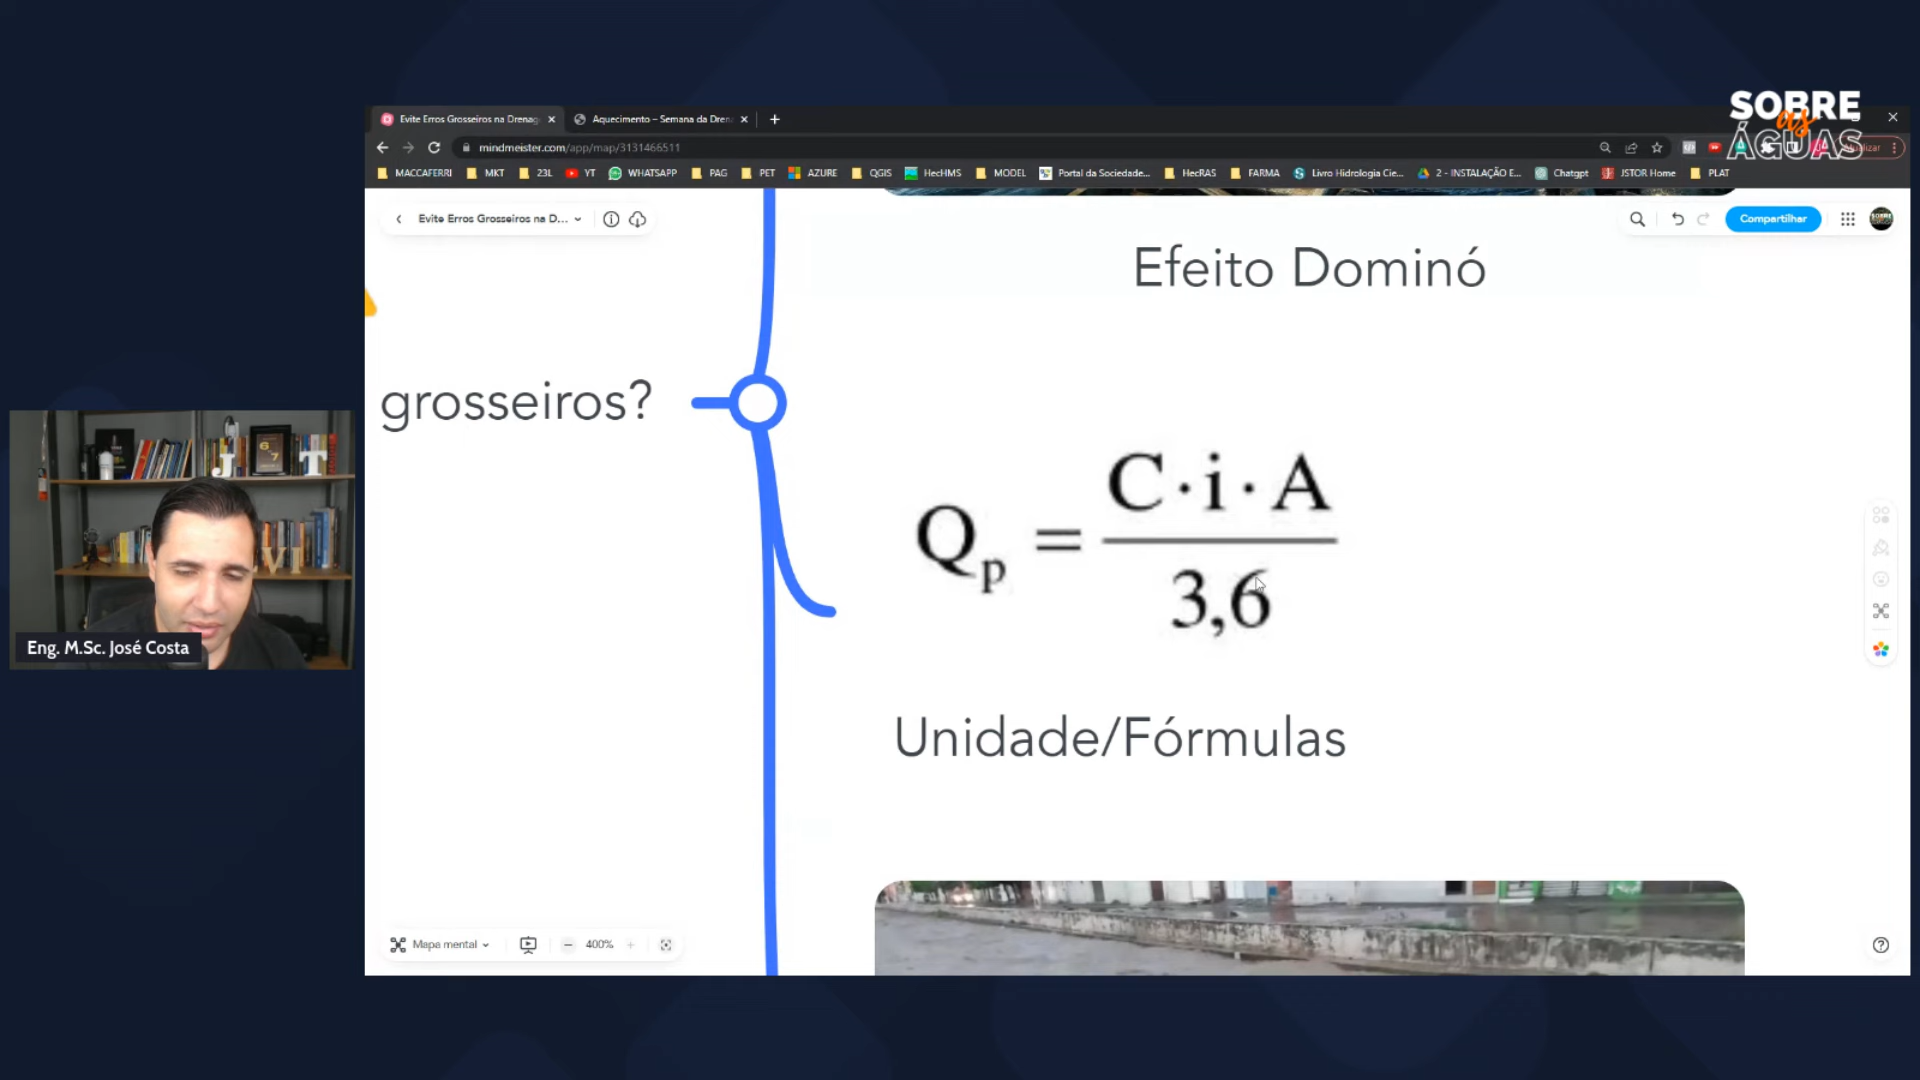 SOBRE
as
ÁGUAS
Evite Erros Grosseiros na Drenag
Aquecimento – Semana da Dren
mindmeister.com/app/map/3131466511
MACCAFERRI MKT 23L YT WHATSAPP PAG PET AZURE QGIS HecHMS MODEL Portal da Sociedade... HecRAS FARMA Livro Hidrologia Cie... 2 - INSTALAÇÃO E... Chatgpt JSTOR Home PLAT
Evite Erros Grosseiros na D...
Compartilhar
Efeito Dominó
grosseiros?
Qp = C·i·A
3,6
Unidade/Fórmulas
J T
VI
Eng. M.Sc. José Costa
Mapa mental
400%